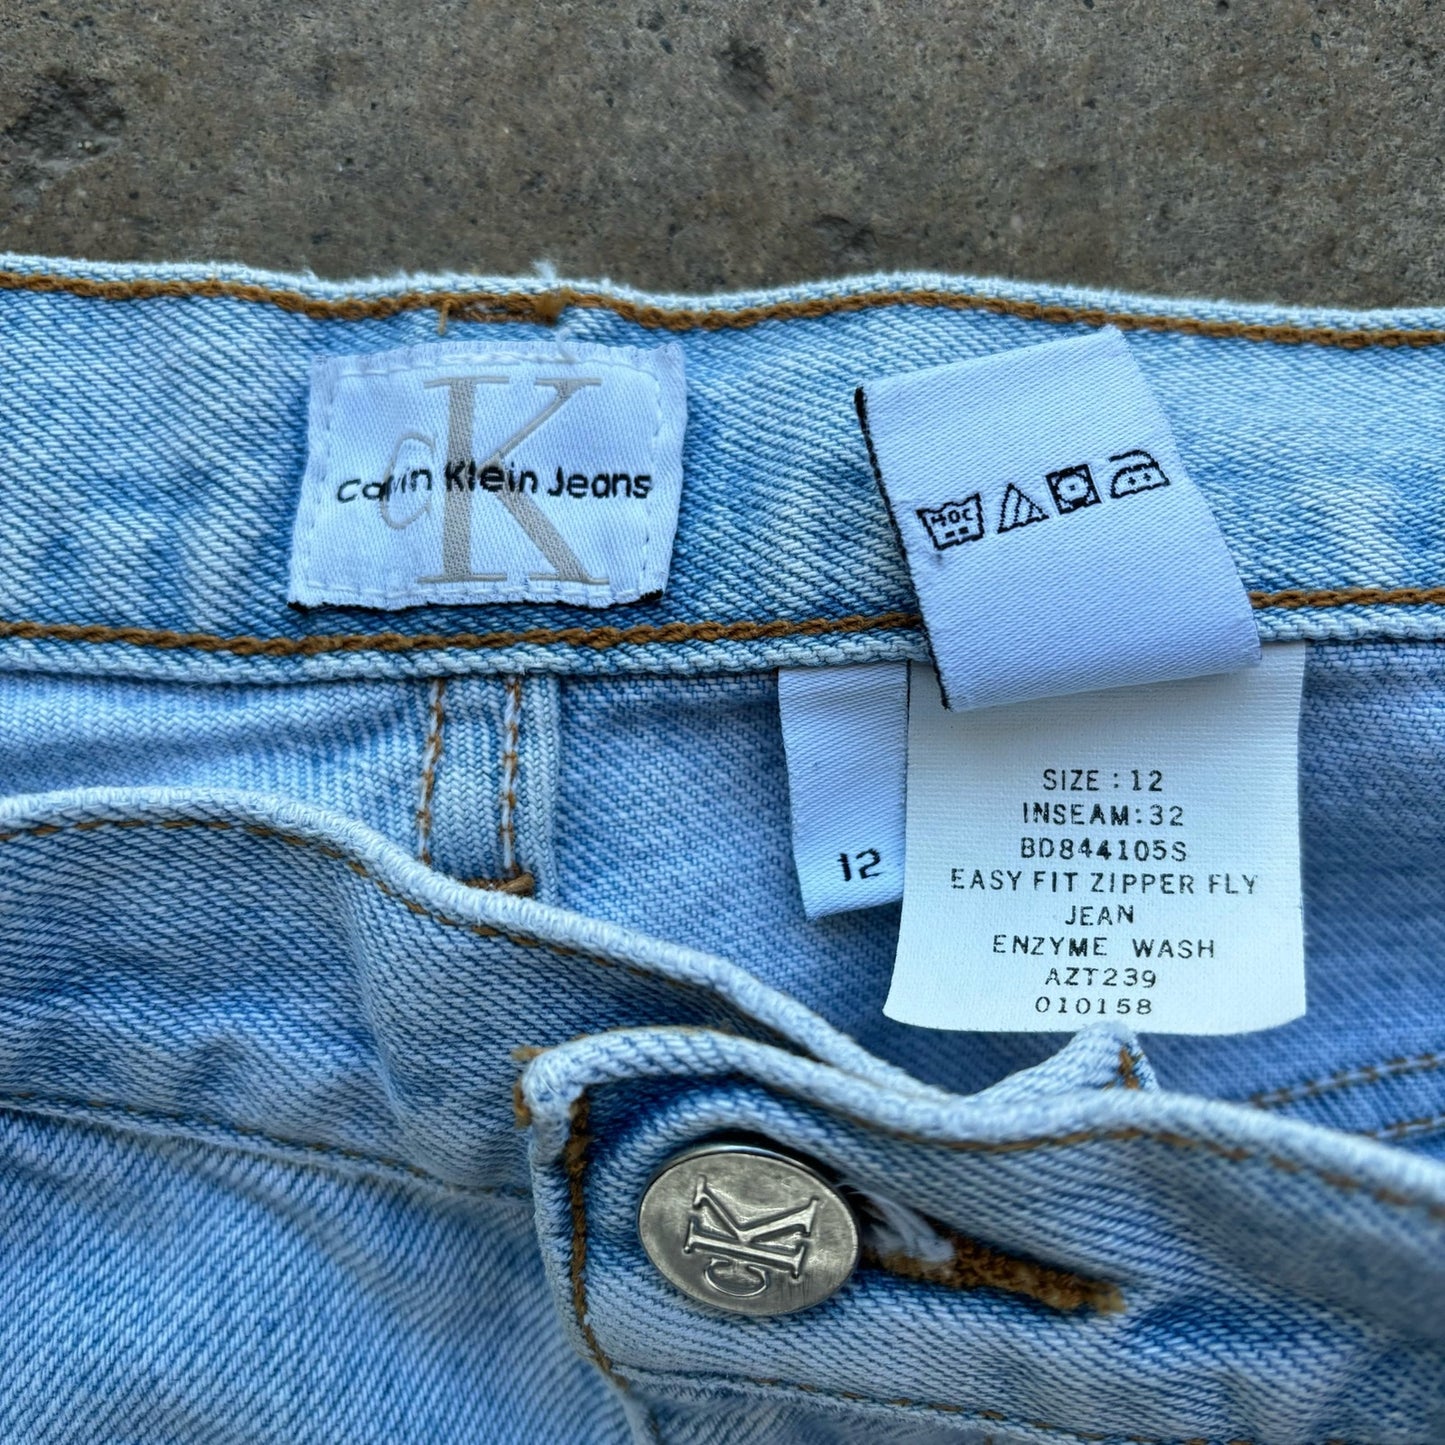 cK
Calvin Klein Jeans
40C
12
SIZE : 12
INSEAM: 32
BD844105S
EASY FIT ZIPPER FLY
JEAN
ENZYME WASH
AZT239
010158
cK